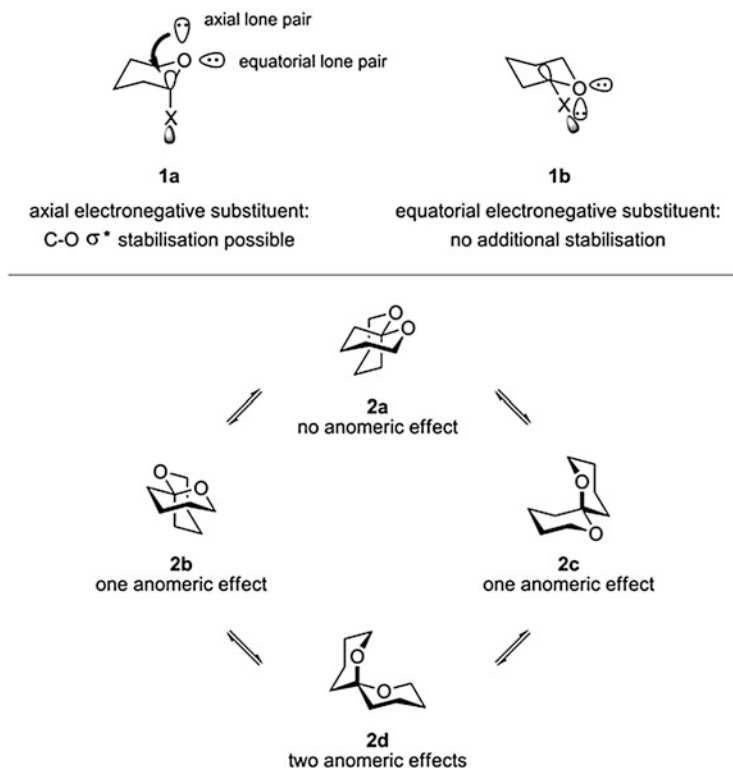 axial lone pair
O
equatorial lone pair
X
1a
axial electronegative substituent:
C-O σ* stabilisation possible
O
X
1b
equatorial electronegative substituent:
no additional stabilisation
O
O
2a
no anomeric effect
O
O
2b
one anomeric effect
O
O
2c
one anomeric effect
O
O
2d
two anomeric effects